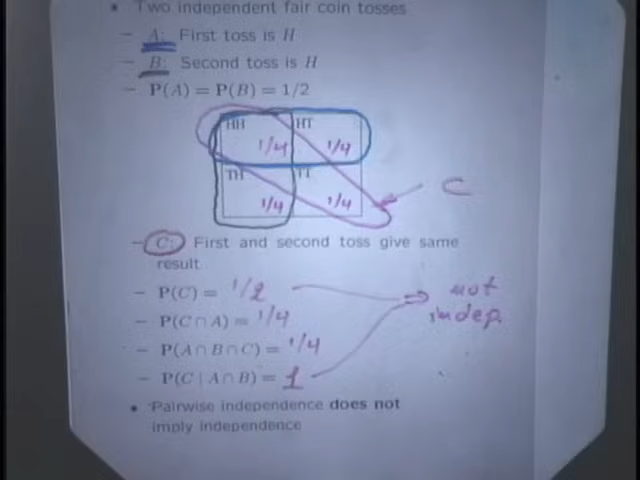 • Two independent fair coin tosses
– A: First toss is H
– B: Second toss is H
– P(A) = P(B) = 1/2
HH HT
1/4 1/4
TH TT
1/4 1/4
C
– C: First and second toss give same
result
– P(C) = 1/2
– P(C ∩ A) = 1/4
– P(A ∩ B ∩ C) = 1/4
– P(C | A ∩ B) = 1
⇒ not
indep.
• Pairwise independence does not
imply independence